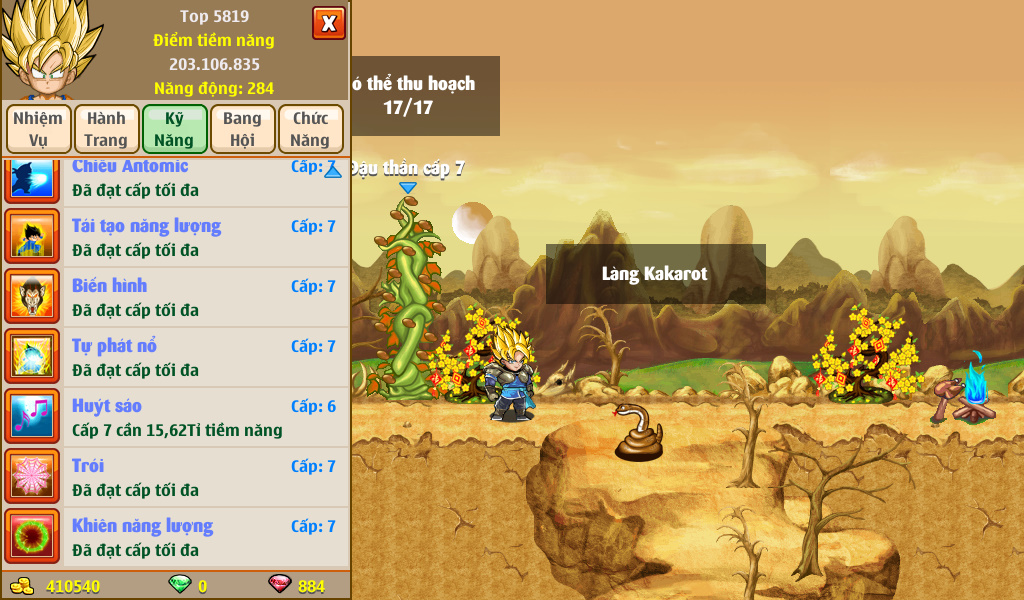 Top 5819
Điểm tiềm năng
203.106.835
Năng động: 284
X
Nhiệm Vụ
Hành Trang
Kỹ Năng
Bang Hội
Chức Năng
Chiêu Antomic
Cấp: 7
Đã đạt cấp tối đa
Tái tạo năng lượng
Cấp: 7
Đã đạt cấp tối đa
Biến hình
Cấp: 7
Đã đạt cấp tối đa
Tự phát nổ
Cấp: 7
Đã đạt cấp tối đa
Huýt sáo
Cấp: 6
Cấp 7 cần 15,62Tỉ tiềm năng
Trói
Cấp: 7
Đã đạt cấp tối đa
Khiên năng lượng
Cấp: 7
Đã đạt cấp tối đa
410540
0
884
ó thể thu hoạch
17/17
Đậu thần cấp 7
Làng Kakarot